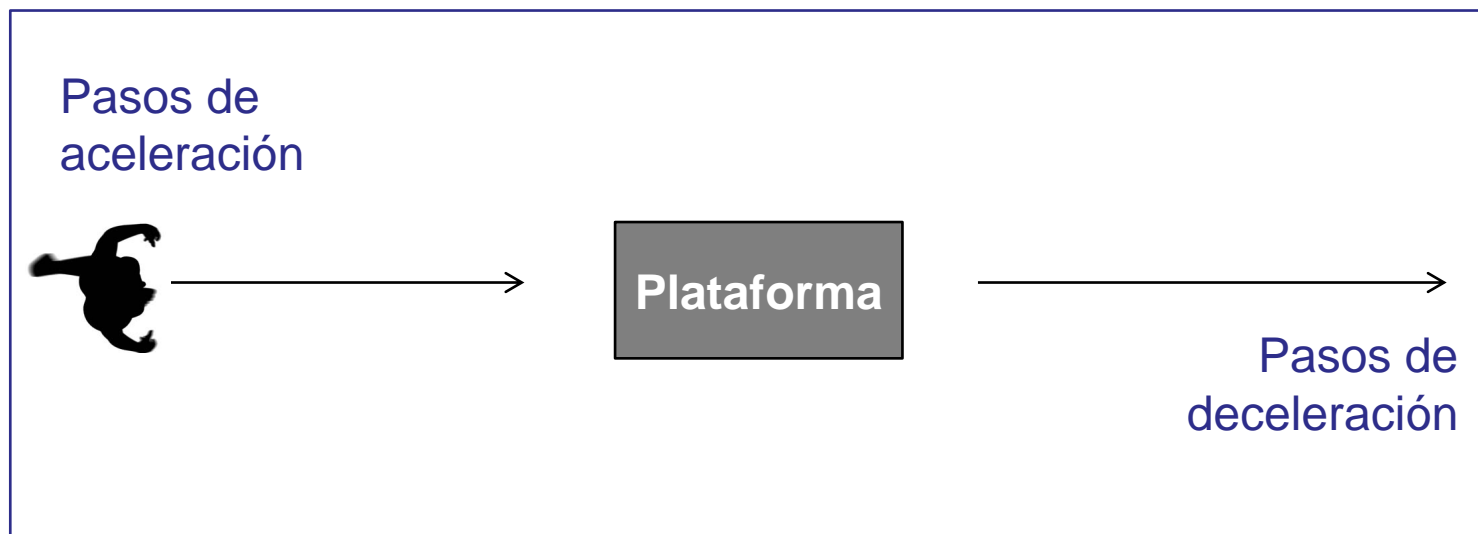 Pasos de
aceleración
Plataforma
Pasos de
deceleración